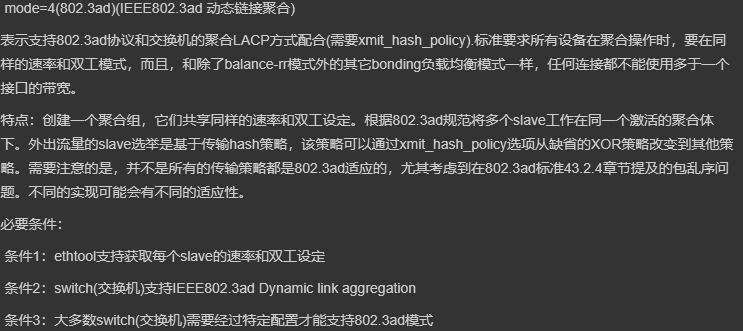 mode=4(802.3ad)(IEEE802.3ad 动态链接聚合)
表示支持802.3ad协议和交换机的聚合LACP方式配合(需要xmit_hash_policy).标准要求所有设备在聚合操作时，要在同
样的速率和双工模式，而且，和除了balance-rr模式外的其它bonding负载均衡模式一样，任何连接都不能使用多于一个
接口的带宽。
特点：创建一个聚合组，它们共享同样的速率和双工设定。根据802.3ad规范将多个slave工作在同一个激活的聚合体
下。外出流量的slave选举是基于传输hash策略，该策略可以通过xmit_hash_policy选项从缺省的XOR策略改变到其他策
略。需要注意的是，并不是所有的传输策略都是802.3ad适应的，尤其考虑到在802.3ad标准43.2.4章节提及的包乱序问
题。不同的实现可能会有不同的适应性。
必要条件：
条件1：ethtool支持获取每个slave的速率和双工设定
条件2：switch(交换机)支持IEEE802.3ad Dynamic link aggregation
条件3：大多数switch(交换机)需要经过特定配置才能支持802.3ad模式